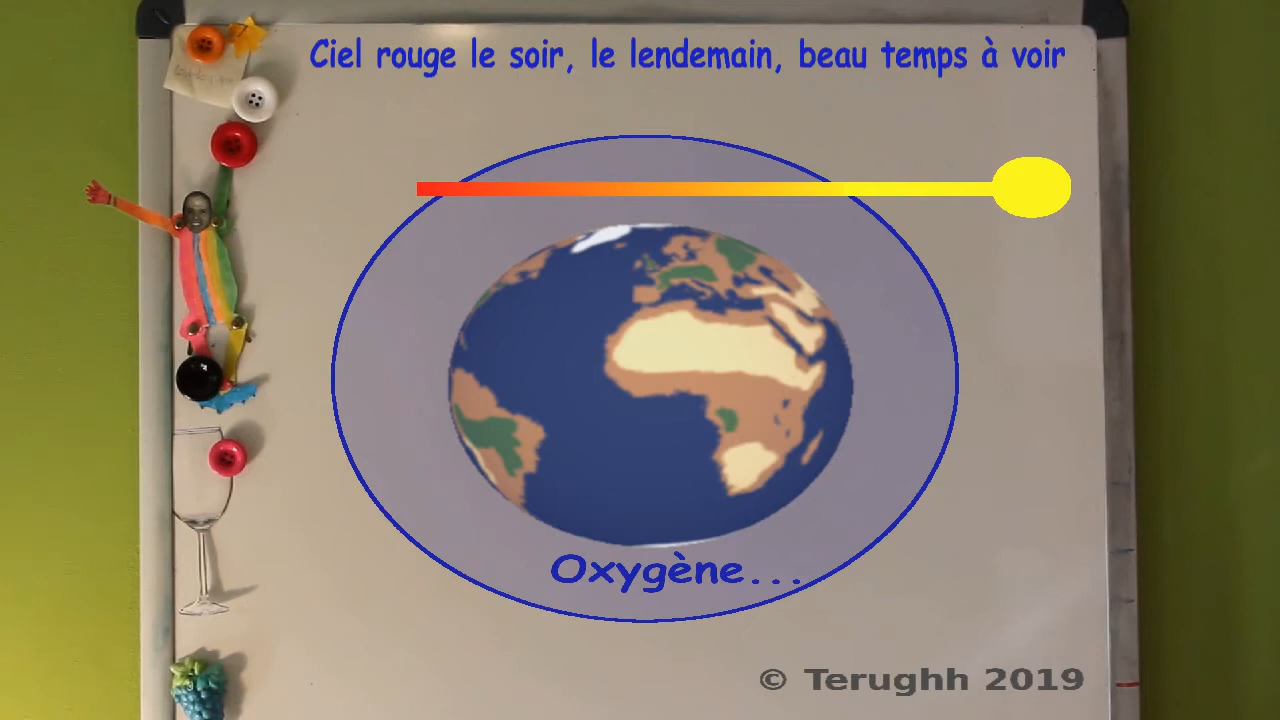 Ciel rouge le soir, le lendemain, beau temps à voir
Oxygène...
© Terughh 2019